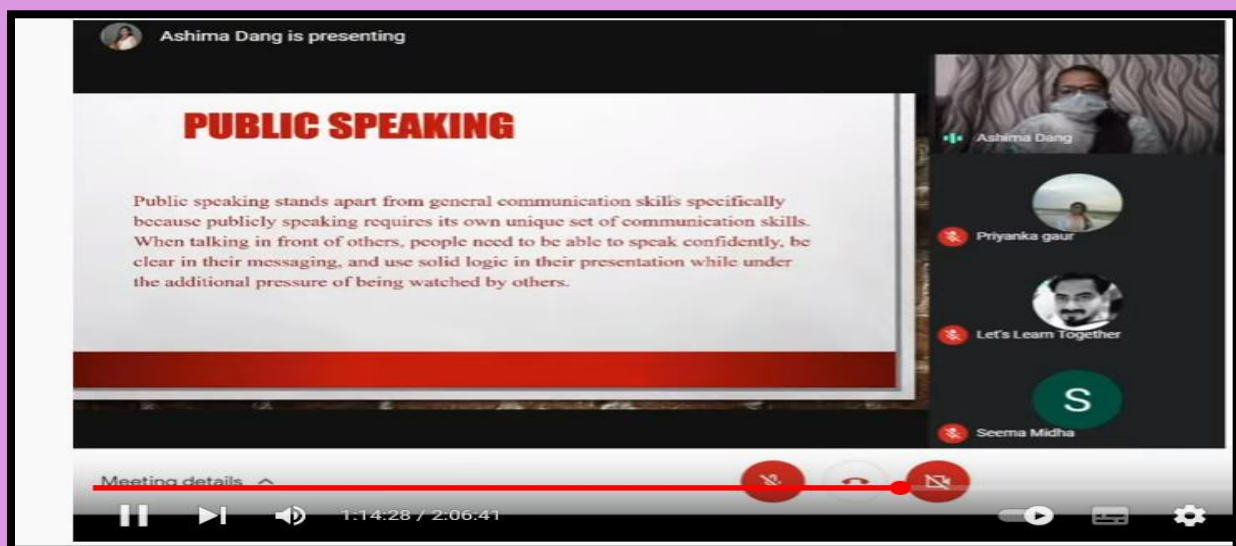 Ashima Dang is presenting
PUBLIC SPEAKING
Public speaking stands apart from general communication skills specifically
because publicly speaking requires its own unique set of communication skills.
When talking in front of others, people need to be able to speak confidently, be
clear in their messaging, and use solid logic in their presentation while under
the additional pressure of being watched by others.
Ashima Dang
Priyanka gaur
Let's Learn Together
S
Seema Midha
Meeting details
1:14:28 / 2:06:41